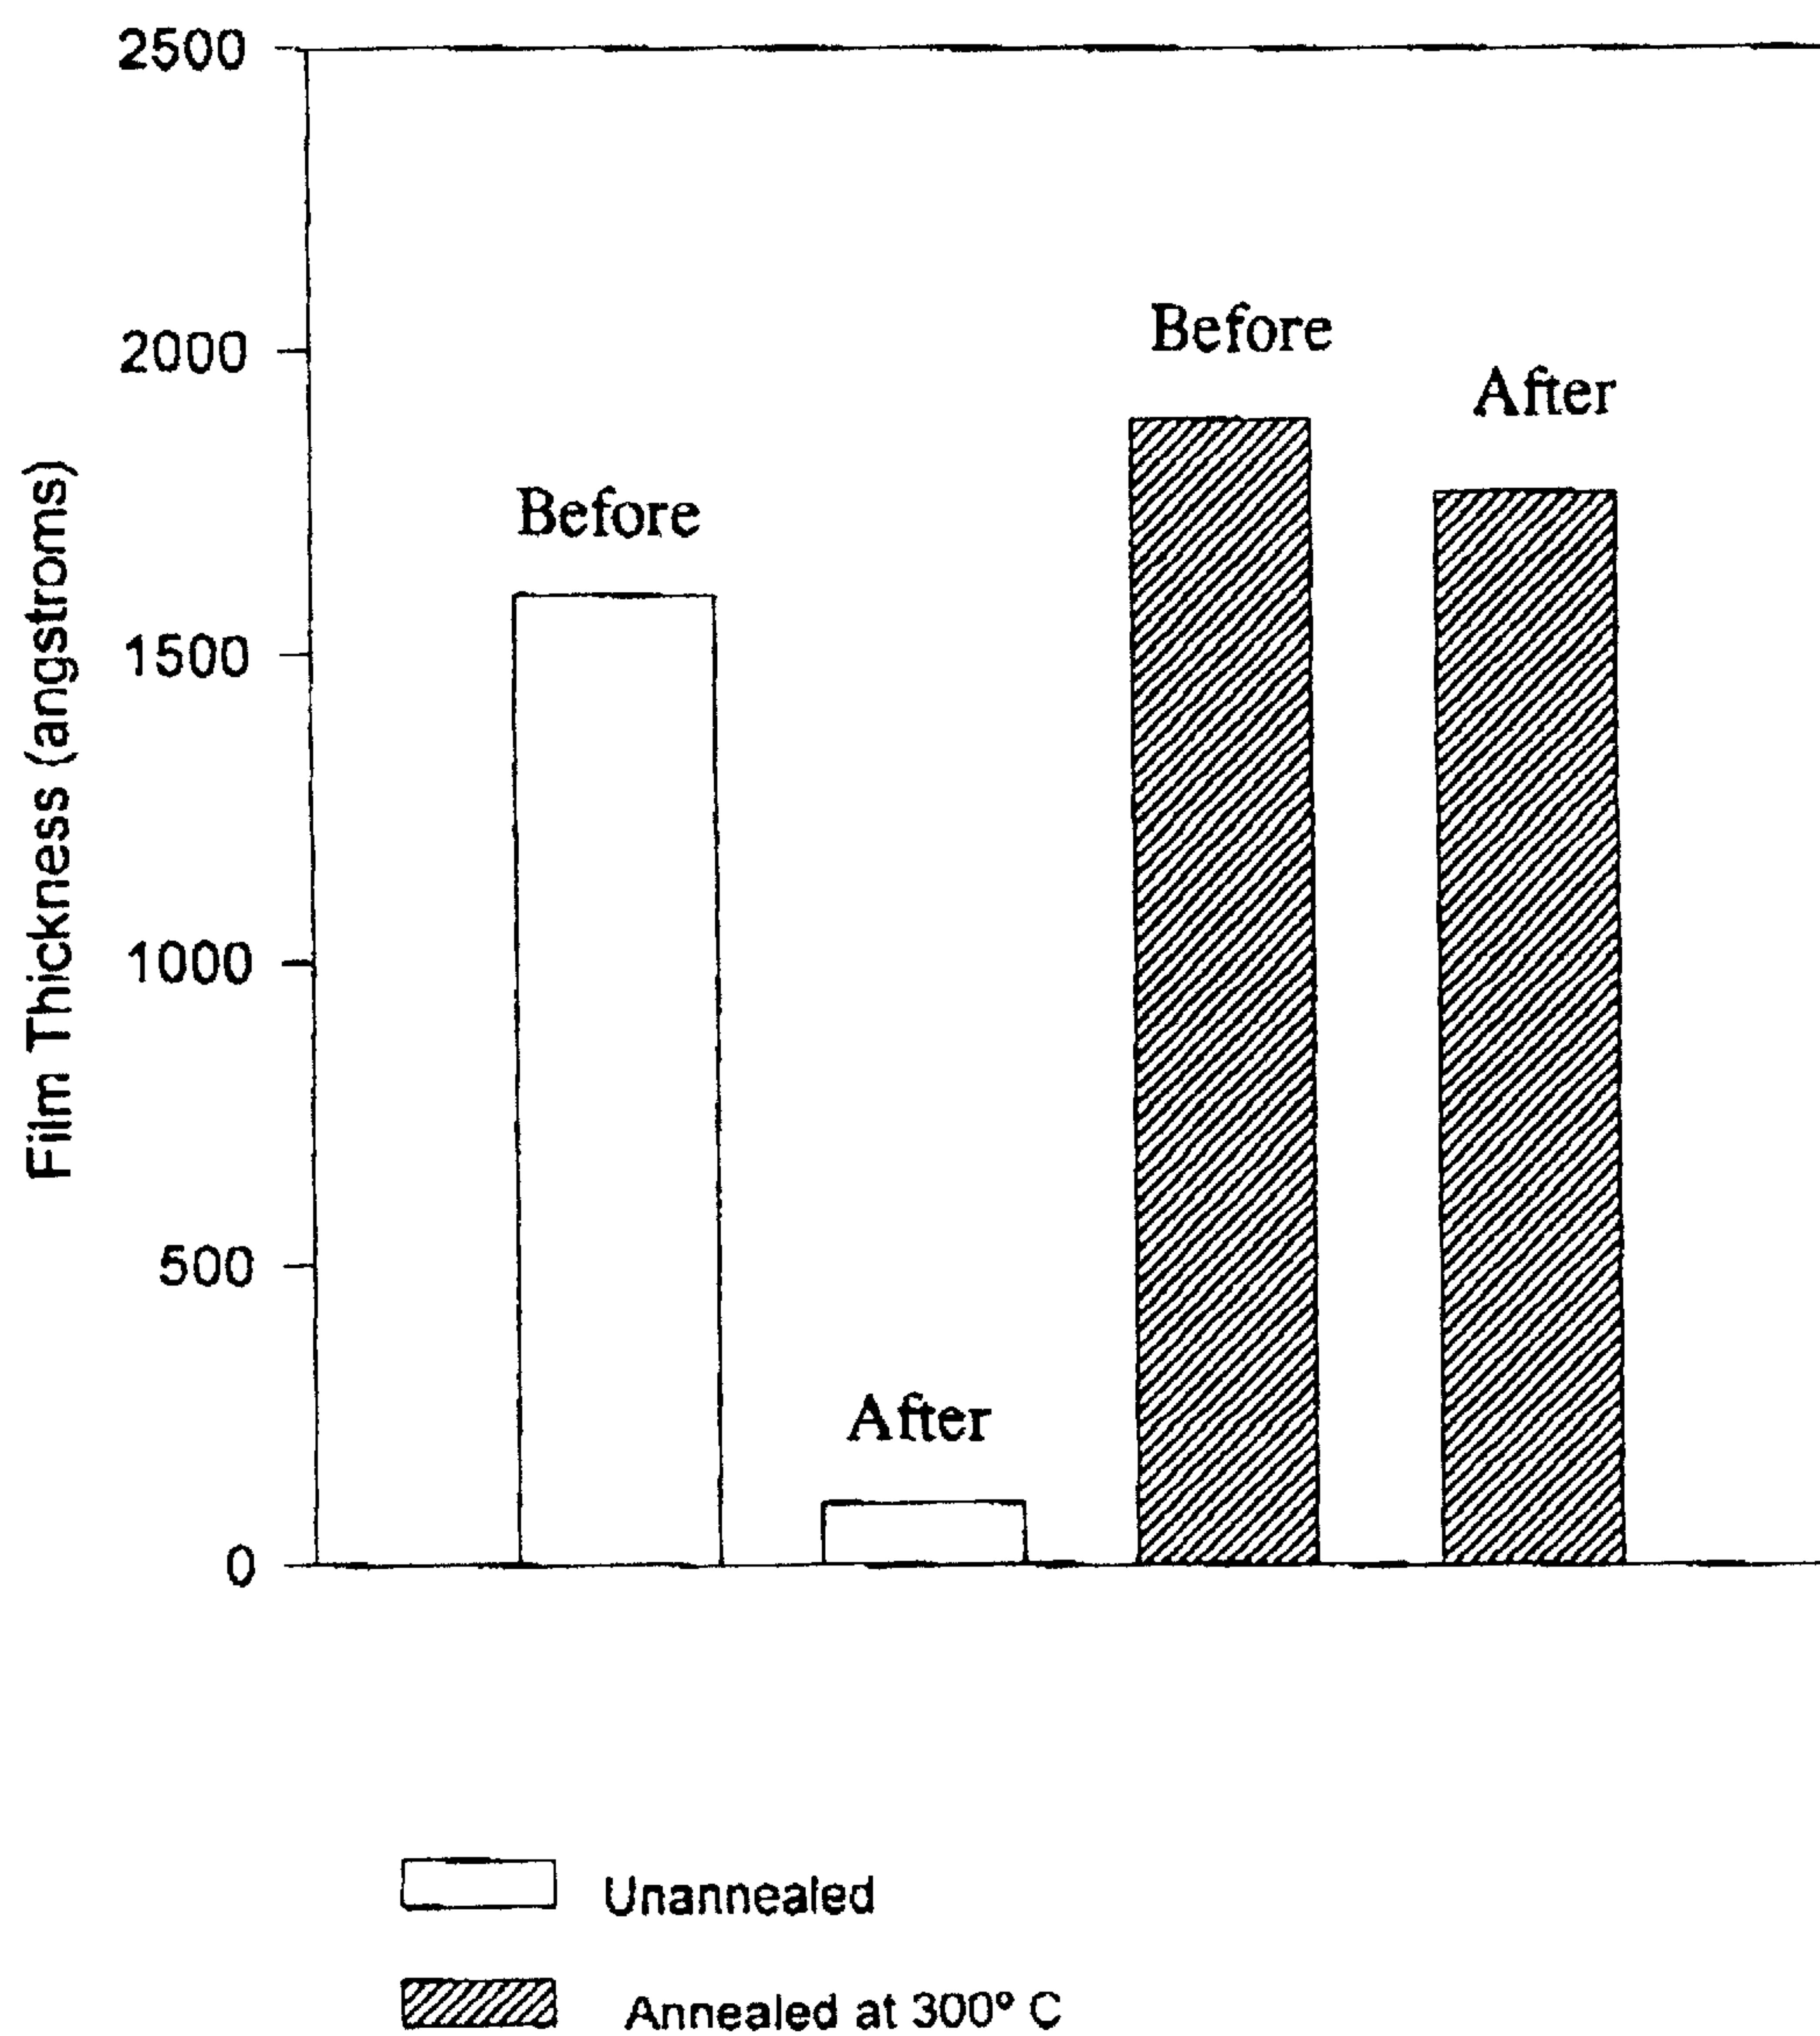 2500
2000
1500
1000
500
0
Film Thickness (angstroms)
Before
After
Before
After
Unannealed
Annealed at 300° C